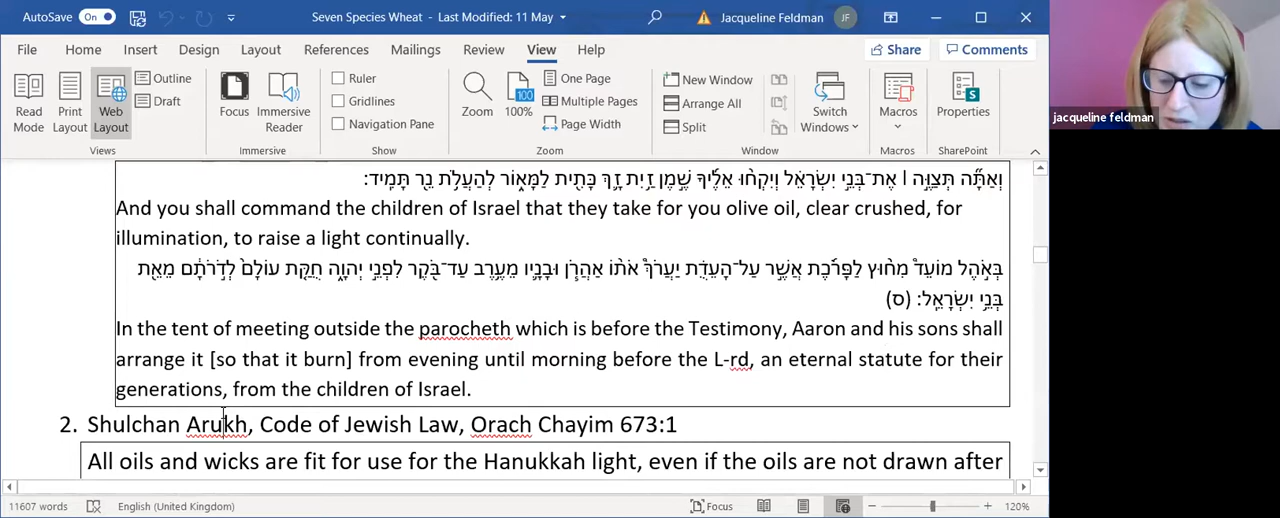 AutoSave On Seven Species Wheat - Last Modified: 11 May Jacqueline Feldman JF
File Home Insert Design Layout References Mailings Review View Help Share Comments
Read Mode Print Layout Web Layout Outline Draft Views
Focus Immersive Reader Immersive
Ruler Gridlines Navigation Pane Show
Zoom 100 100% One Page Multiple Pages Page Width Zoom
New Window Arrange All Split Switch Windows Window
Macros Macros
Properties SharePoint
jacqueline feldman
וְאַתָּ֞ה תְּצַוֶּ֣ה | אֶת־בְּנֵ֣י יִשְׂרָאֵ֗ל וְיִקְח֨וּ אֵלֶ֜יךָ שֶׁ֣מֶן זַ֥יִת זָ֛ךְ כָּתִ֖ית לַמָּא֑וֹר לְהַעֲלֹ֥ת נֵ֖ר תָּמִֽיד:
And you shall command the children of Israel that they take for you olive oil, clear crushed, for
illumination, to raise a light continually.
בְּאֹ֣הֶל מוֹעֵד֩ מִח֨וּץ לַפָּרֹ֜כֶת אֲשֶׁ֣ר עַל־הָעֵדֻ֗ת יַעֲרֹךְ֩ אֹת֨וֹ אַהֲרֹ֧ן וּבָנָ֛יו מֵעֶ֥רֶב עַד־בֹּ֖קֶר לִפְנֵ֣י יְהֹוָ֑ה חֻקַּ֤ת עוֹלָם֙ לְדֹ֣רֹתָ֔ם מֵאֵ֖ת
בְּנֵ֥י יִשְׂרָאֵֽל: (ס)
In the tent of meeting outside the parocheth which is before the Testimony, Aaron and his sons shall
arrange it [so that it burn] from evening until morning before the L-rd, an eternal statute for their
generations, from the children of Israel.
2. Shulchan Arukh, Code of Jewish Law, Orach Chayim 673:1
All oils and wicks are fit for use for the Hanukkah light, even if the oils are not drawn after
11607 words English (United Kingdom) Focus 120%